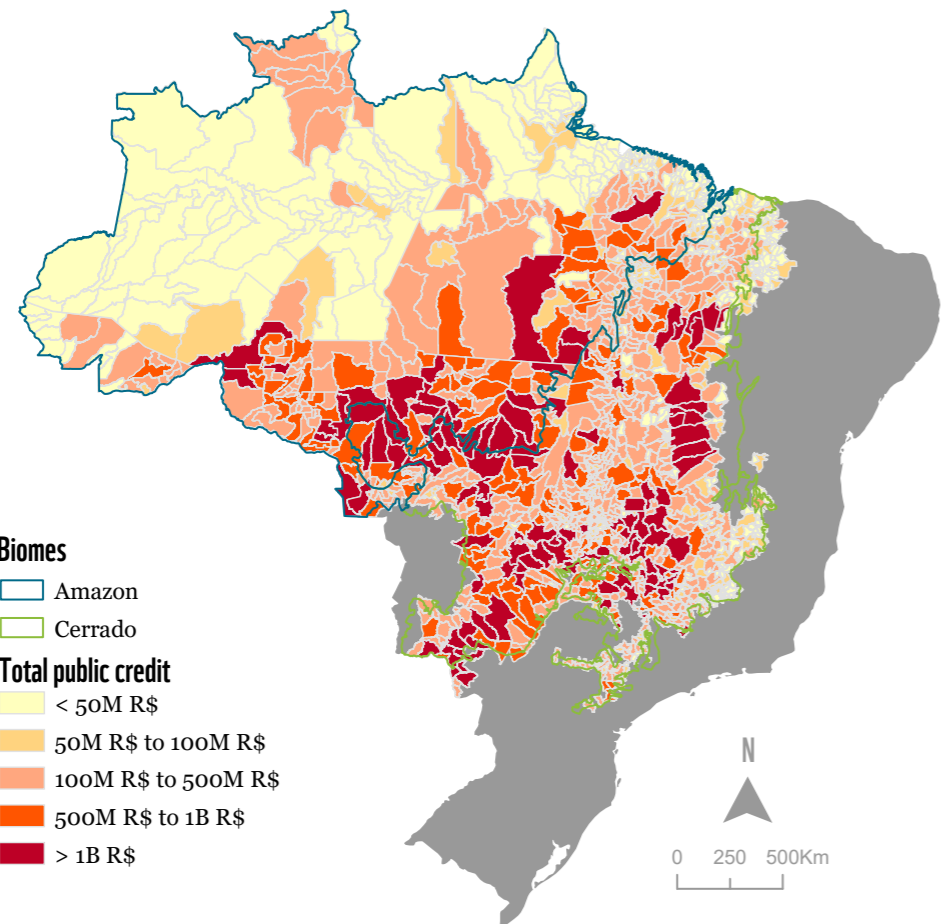 Biomes
Amazon
Cerrado
Total public credit
< 50M R$
50M R$ to 100M R$
100M R$ to 500M R$
500M R$ to 1B R$
> 1B R$
N
0 250 500Km